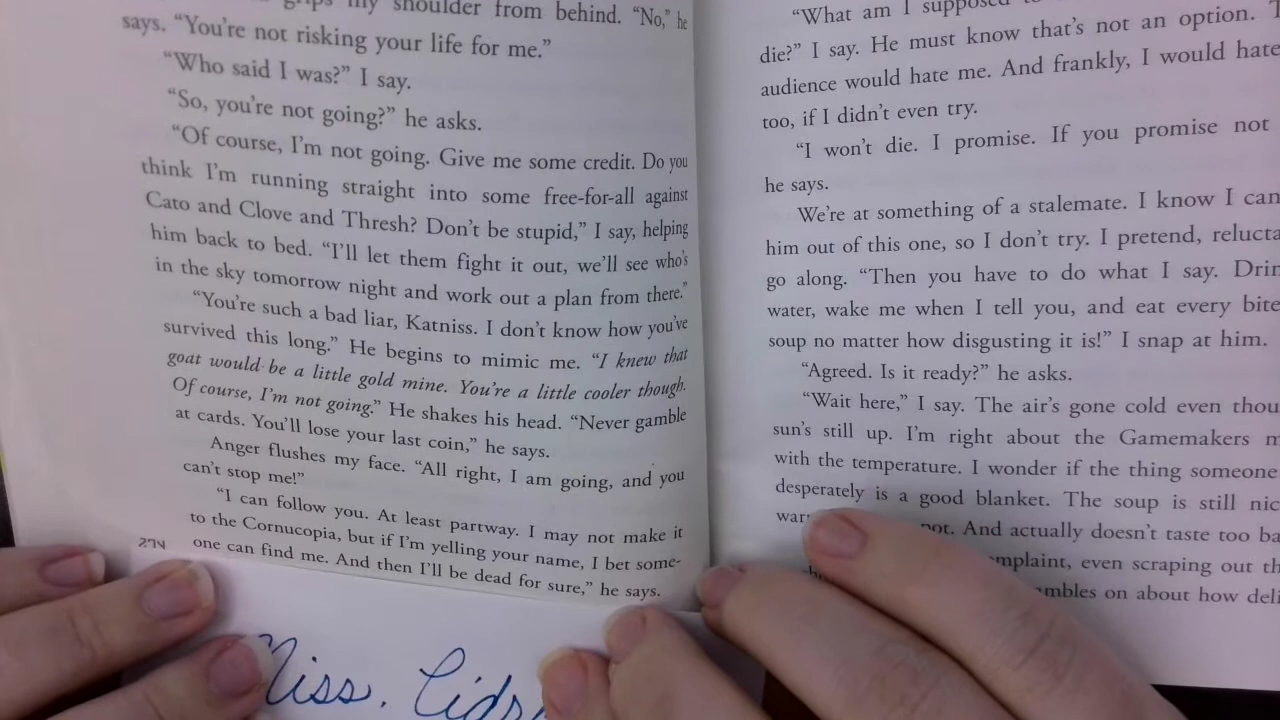 grips my shoulder from behind. “No,” he
says. “You're not risking your life for me.”
“Who said I was?” I say.
“So, you're not going?” he asks.
“Of course, I'm not going. Give me some credit. Do you
think I'm running straight into some free-for-all against
Cato and Clove and Thresh? Don't be stupid,” I say, helping
him back to bed. “I'll let them fight it out, we'll see who's
in the sky tomorrow night and work out a plan from there.”
“You're such a bad liar, Katniss. I don't know how you've
survived this long.” He begins to mimic me. “I knew that
goat would be a little gold mine. You're a little cooler though.
Of course, I'm not going.” He shakes his head. “Never gamble
at cards. You'll lose your last coin,” he says.
Anger flushes my face. “All right, I am going, and you
can't stop me!”
“I can follow you. At least partway. I may not make it
to the Cornucopia, but if I'm yelling your name, I bet some-
one can find me. And then I'll be dead for sure,” he says.
274
Miss.
“What am I supposed
die?” I say. He must know that's not an option. T
audience would hate me. And frankly, I would hate
too, if I didn't even try.
“I won't die. I promise. If you promise not
he says.
We're at something of a stalemate. I know I can
him out of this one, so I don't try. I pretend, relucta
go along. “Then you have to do what I say. Drin
water, wake me when I tell you, and eat every bite
soup no matter how disgusting it is!” I snap at him.
“Agreed. Is it ready?” he asks.
“Wait here,” I say. The air's gone cold even thou
sun's still up. I'm right about the Gamemakers m
with the temperature. I wonder if the thing someone
desperately is a good blanket. The soup is still nic
war pot. And actually doesn't taste too ba
mplaint, even scraping out th
mbles on about how deli